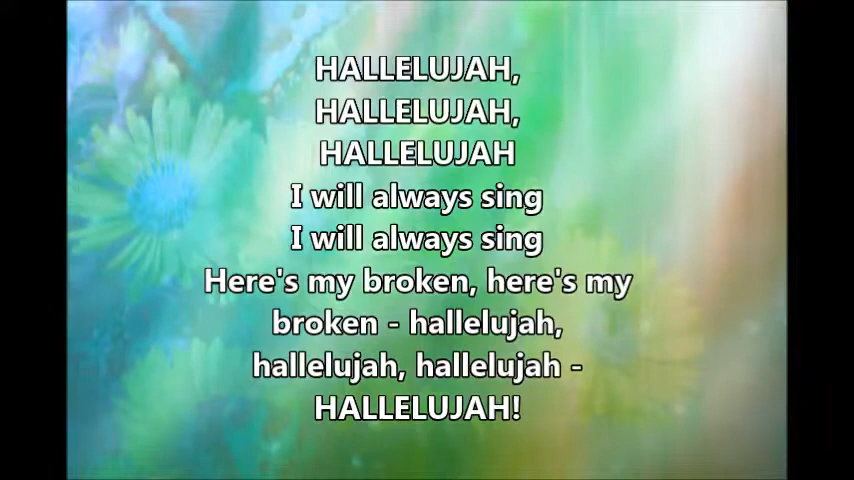 HALLELUJAH,
HALLELUJAH,
HALLELUJAH
I will always sing
I will always sing
Here's my broken, here's my
broken - hallelujah,
hallelujah, hallelujah -
HALLELUJAH!